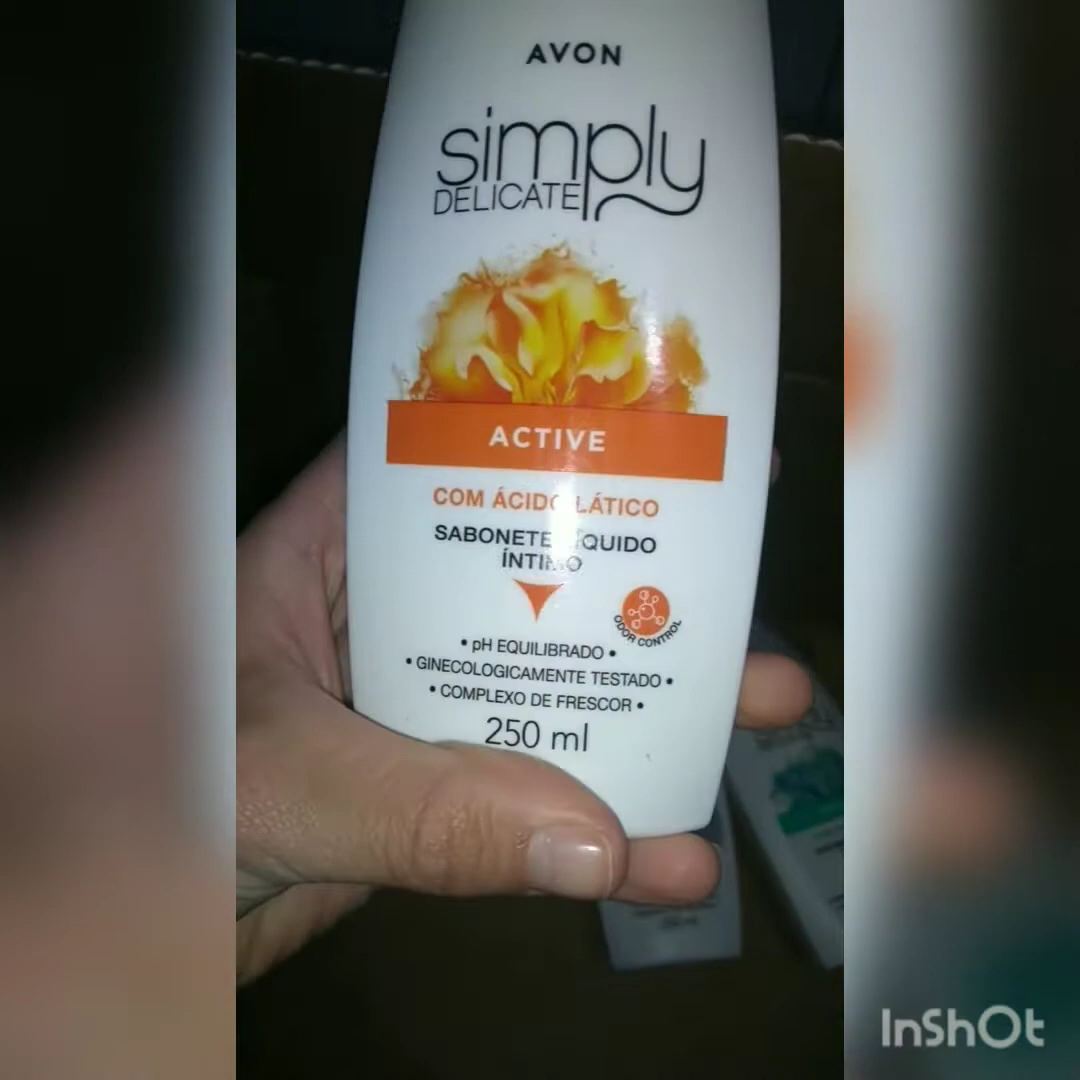 AVON
simply
DELICATE
ACTIVE
COM ÁCIDO LÁTICO
SABONETE LÍQUIDO
ÍNTIMO
ODOR CONTROL
• pH EQUILIBRADO •
• GINECOLOGICAMENTE TESTADO •
• COMPLEXO DE FRESCOR •
250 ml
InShOt